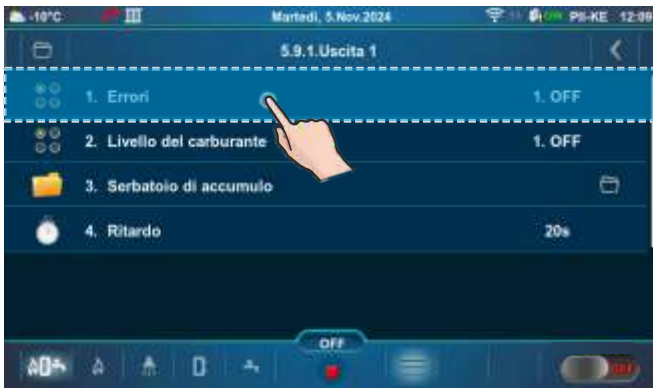 -10°C Martedì, 5.Nov.2024 PII-KE 12:09
5.9.1.Uscita 1
1. Errori 1. OFF
2. Livello del carburante 1. OFF
3. Serbatoio di accumulo
4. Ritardo 20s
OFF
OFF